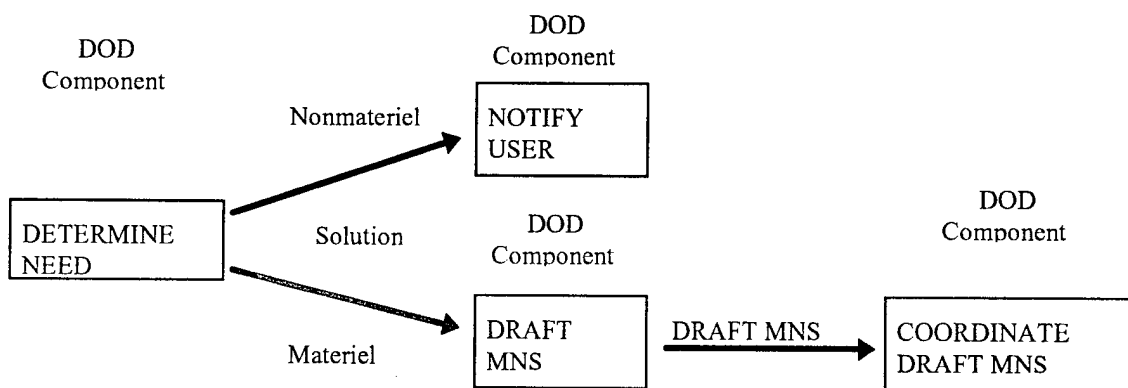 DOD
Component
DETERMINE
NEED
Nonmateriel
Solution
Materiel
DOD
Component
NOTIFY
USER
DOD
Component
DRAFT
MNS
DRAFT MNS
DOD
Component
COORDINATE
DRAFT MNS